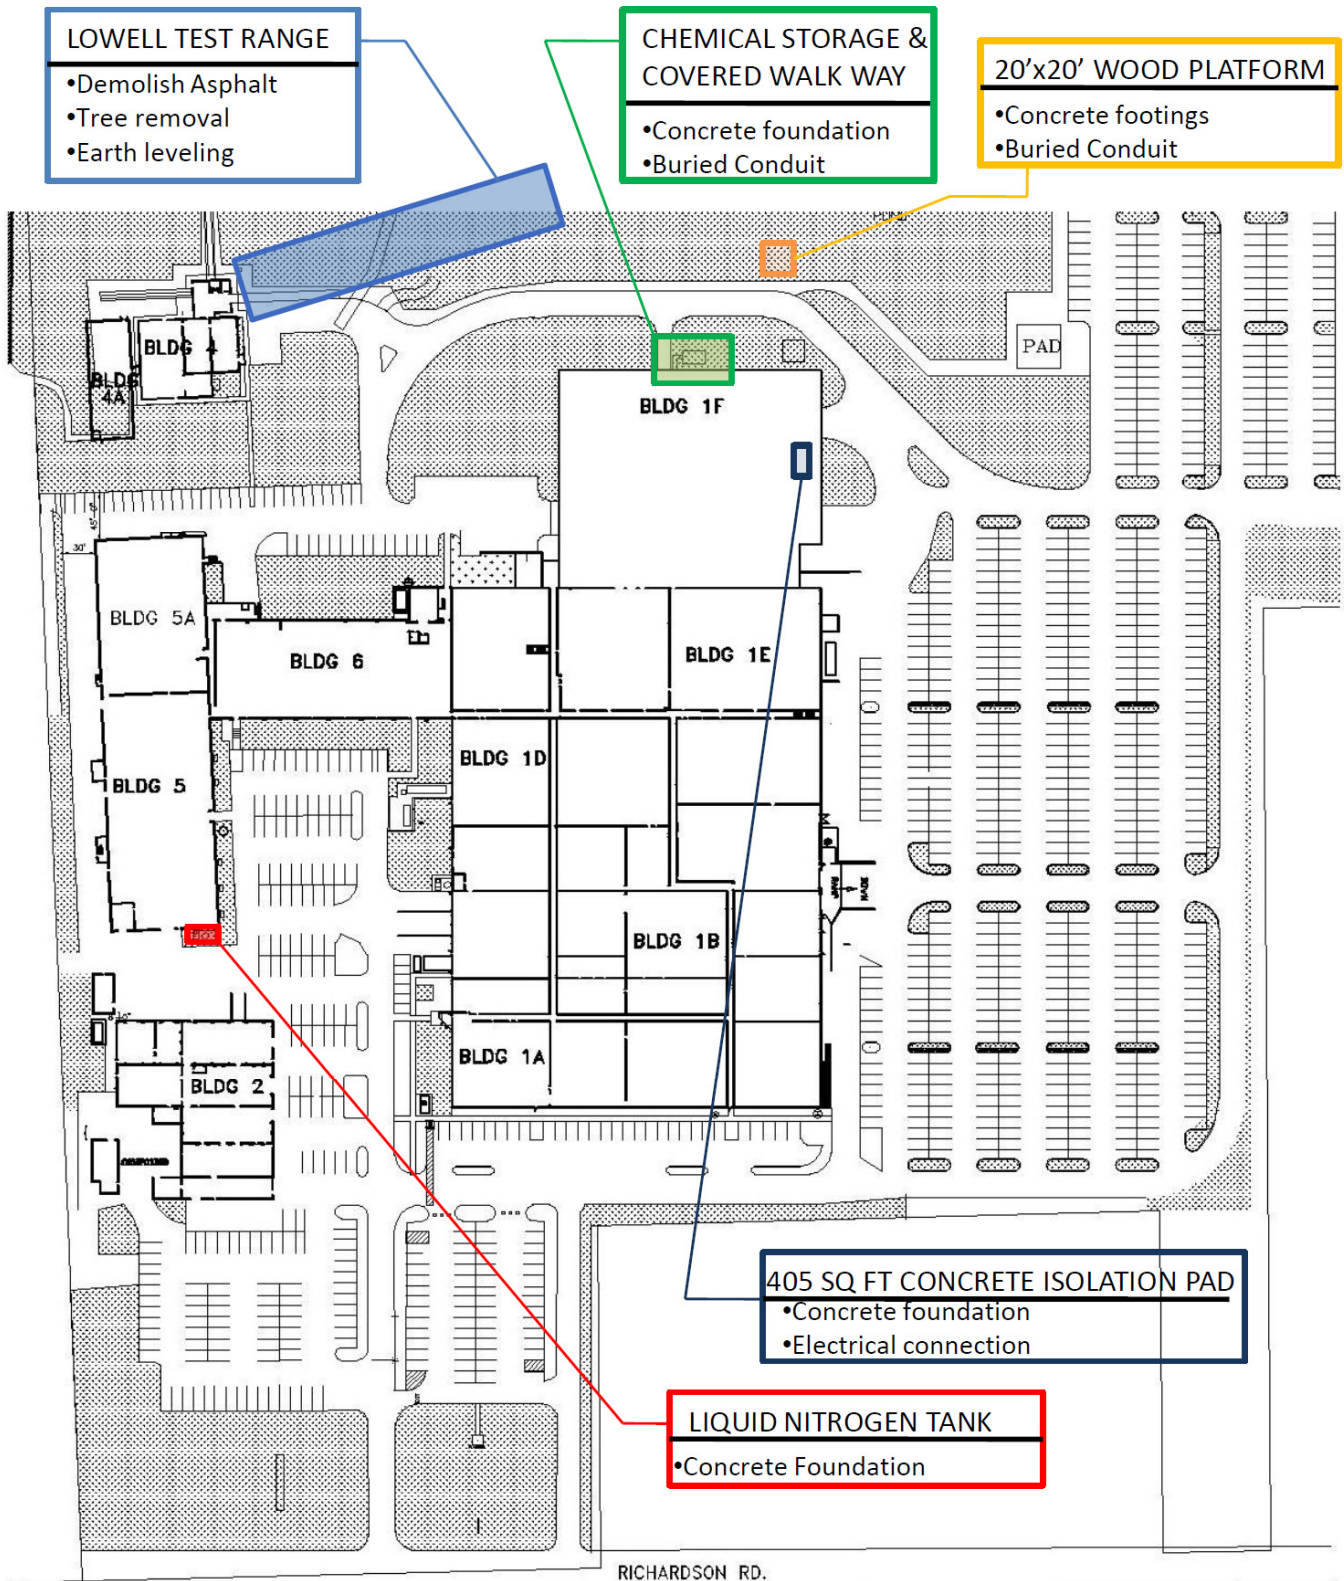 LOWELL TEST RANGE
•Demolish Asphalt
•Tree removal
•Earth leveling
CHEMICAL STORAGE &
COVERED WALK WAY
•Concrete foundation
•Buried Conduit
20’x20’ WOOD PLATFORM
•Concrete footings
•Buried Conduit
BLDG 4
BLDG
4A
PAD
BLDG 1F
45'-0"
30'
BLDG 5A
BLDG 6
BLDG 1E
BLDG 5
BLDG 1D
BLDG 1B
BLDG 1A
BLDG 2
405 SQ FT CONCRETE ISOLATION PAD
•Concrete foundation
•Electrical connection
LIQUID NITROGEN TANK
•Concrete Foundation
RICHARDSON RD.